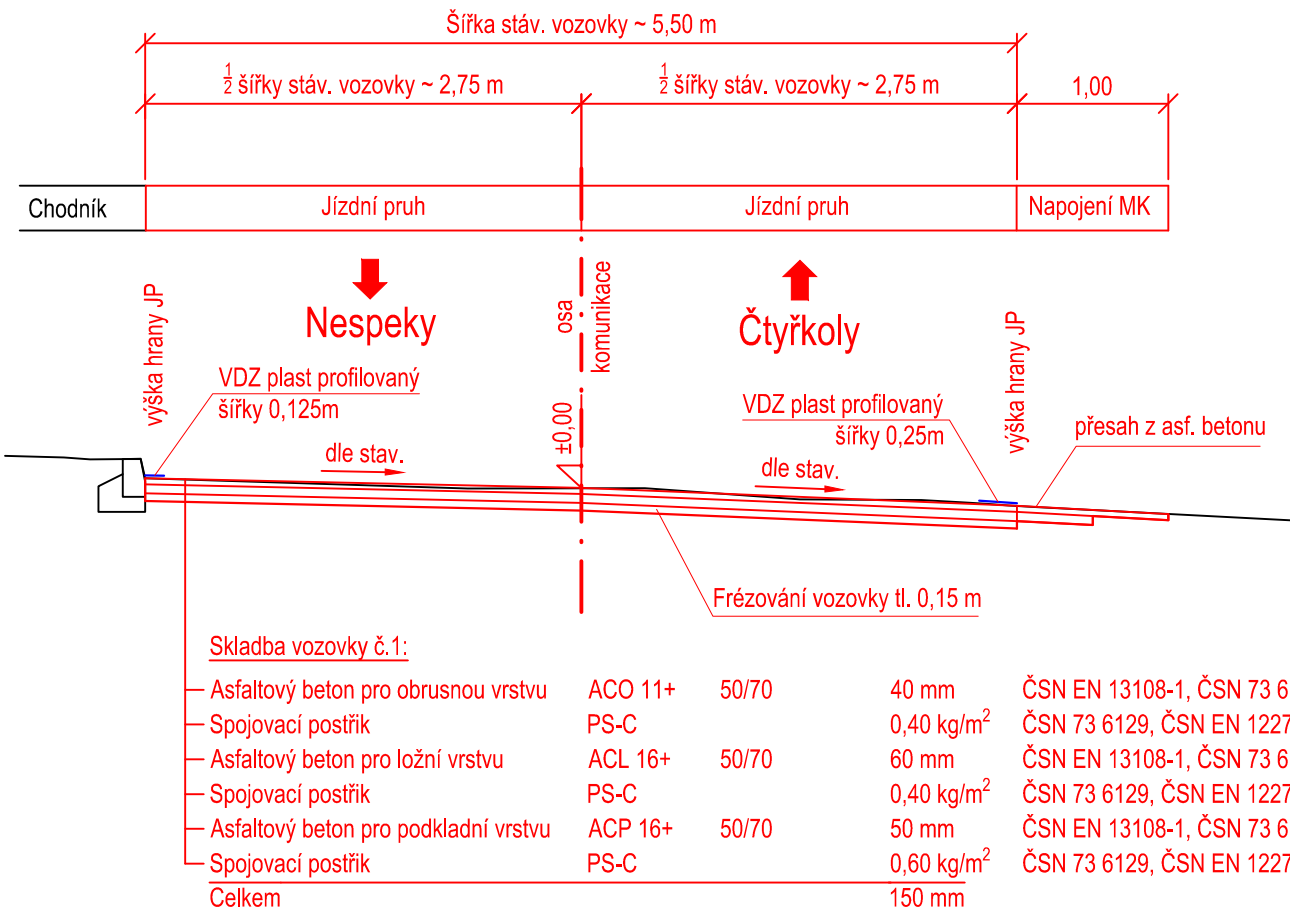 Šířka stáv. vozovky ~ 5,50 m
½ šířky stáv. vozovky ~ 2,75 m
½ šířky stáv. vozovky ~ 2,75 m
1,00
Chodník
Jízdní pruh
Jízdní pruh
Napojení MK
výška hrany JP
Nespeky
osa
komunikace
Čtyřkoly
výška hrany JP
VDZ plast profilovaný
šířky 0,125m
VDZ plast profilovaný
šířky 0,25m
přesah z asf. betonu
±0,00
dle stav.
dle stav.
Frézování vozovky tl. 0,15 m
Skladba vozovky č.1:
Asfaltový beton pro obrusnou vrstvu ACO 11+ 50/70 40 mm ČSN EN 13108-1, ČSN 73 6
Spojovací postřik PS-C 0,40 kg/m² ČSN 73 6129, ČSN EN 1227
Asfaltový beton pro ložní vrstvu ACL 16+ 50/70 60 mm ČSN EN 13108-1, ČSN 73 6
Spojovací postřik PS-C 0,40 kg/m² ČSN 73 6129, ČSN EN 1227
Asfaltový beton pro podkladní vrstvu ACP 16+ 50/70 50 mm ČSN EN 13108-1, ČSN 73 6
Spojovací postřik PS-C 0,60 kg/m² ČSN 73 6129, ČSN EN 1227
Celkem 150 mm